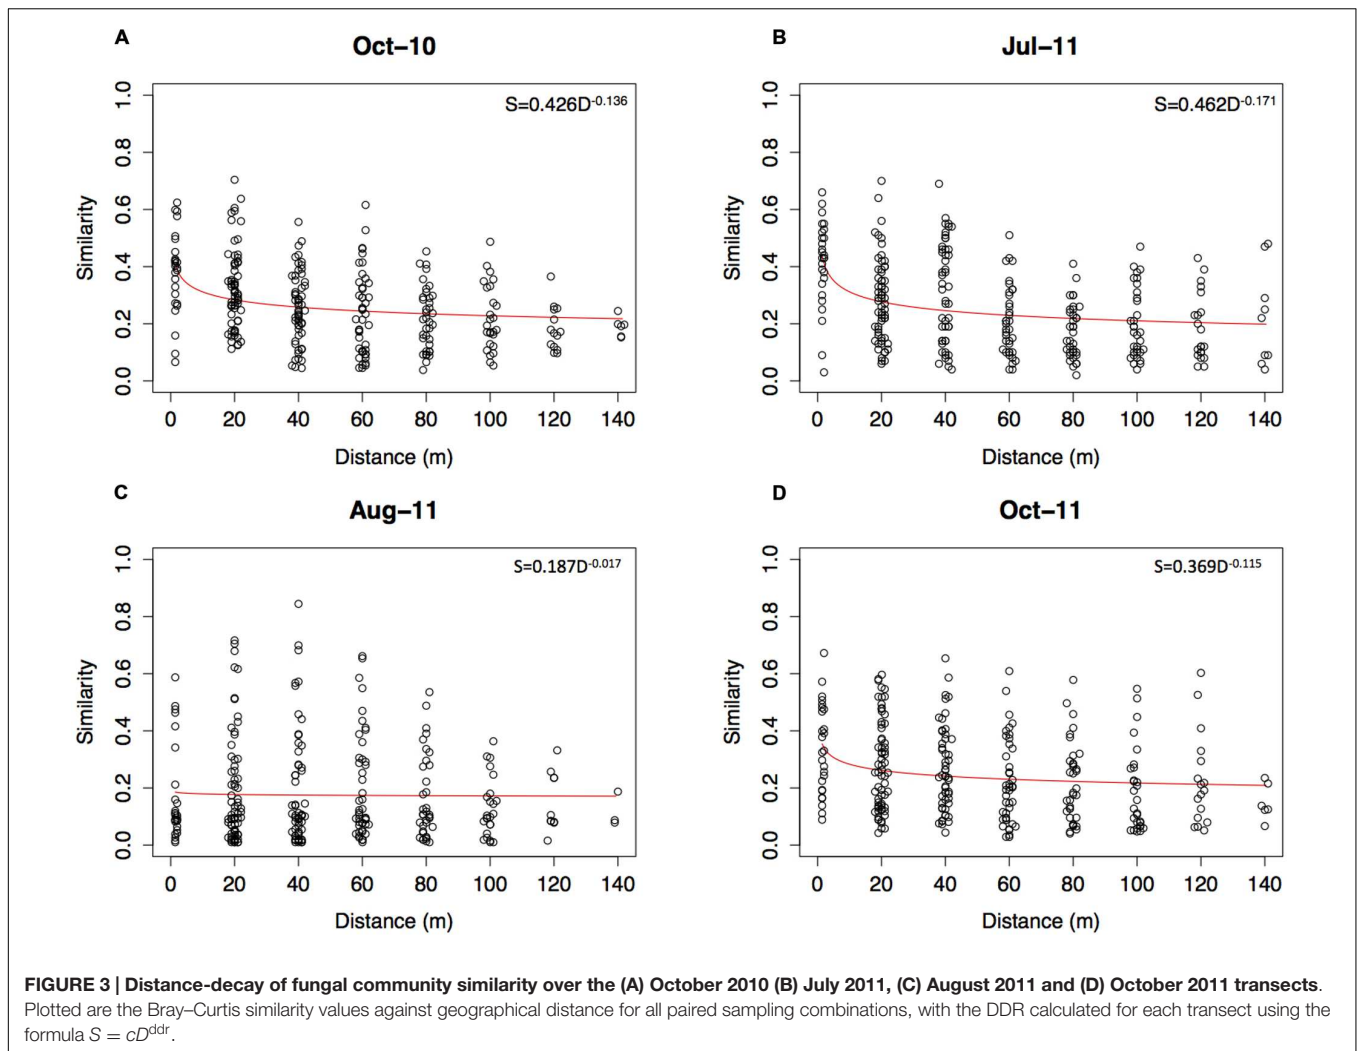 A
Oct–10
S=0.426D-0.136
Similarity
0.0 0.2 0.4 0.6 0.8 1.0
0 20 40 60 80 100 120 140
Distance (m)
B
Jul–11
S=0.462D-0.171
Similarity
0.0 0.2 0.4 0.6 0.8 1.0
0 20 40 60 80 100 120 140
Distance (m)
C
Aug–11
S=0.187D-0.017
Similarity
0.0 0.2 0.4 0.6 0.8 1.0
0 20 40 60 80 100 120 140
Distance (m)
D
Oct–11
S=0.369D-0.115
Similarity
0.0 0.2 0.4 0.6 0.8 1.0
0 20 40 60 80 100 120 140
Distance (m)
FIGURE 3 | Distance-decay of fungal community similarity over the (A) October 2010 (B) July 2011, (C) August 2011 and (D) October 2011 transects.
Plotted are the Bray–Curtis similarity values against geographical distance for all paired sampling combinations, with the DDR calculated for each transect using the
formula S = cDddr.